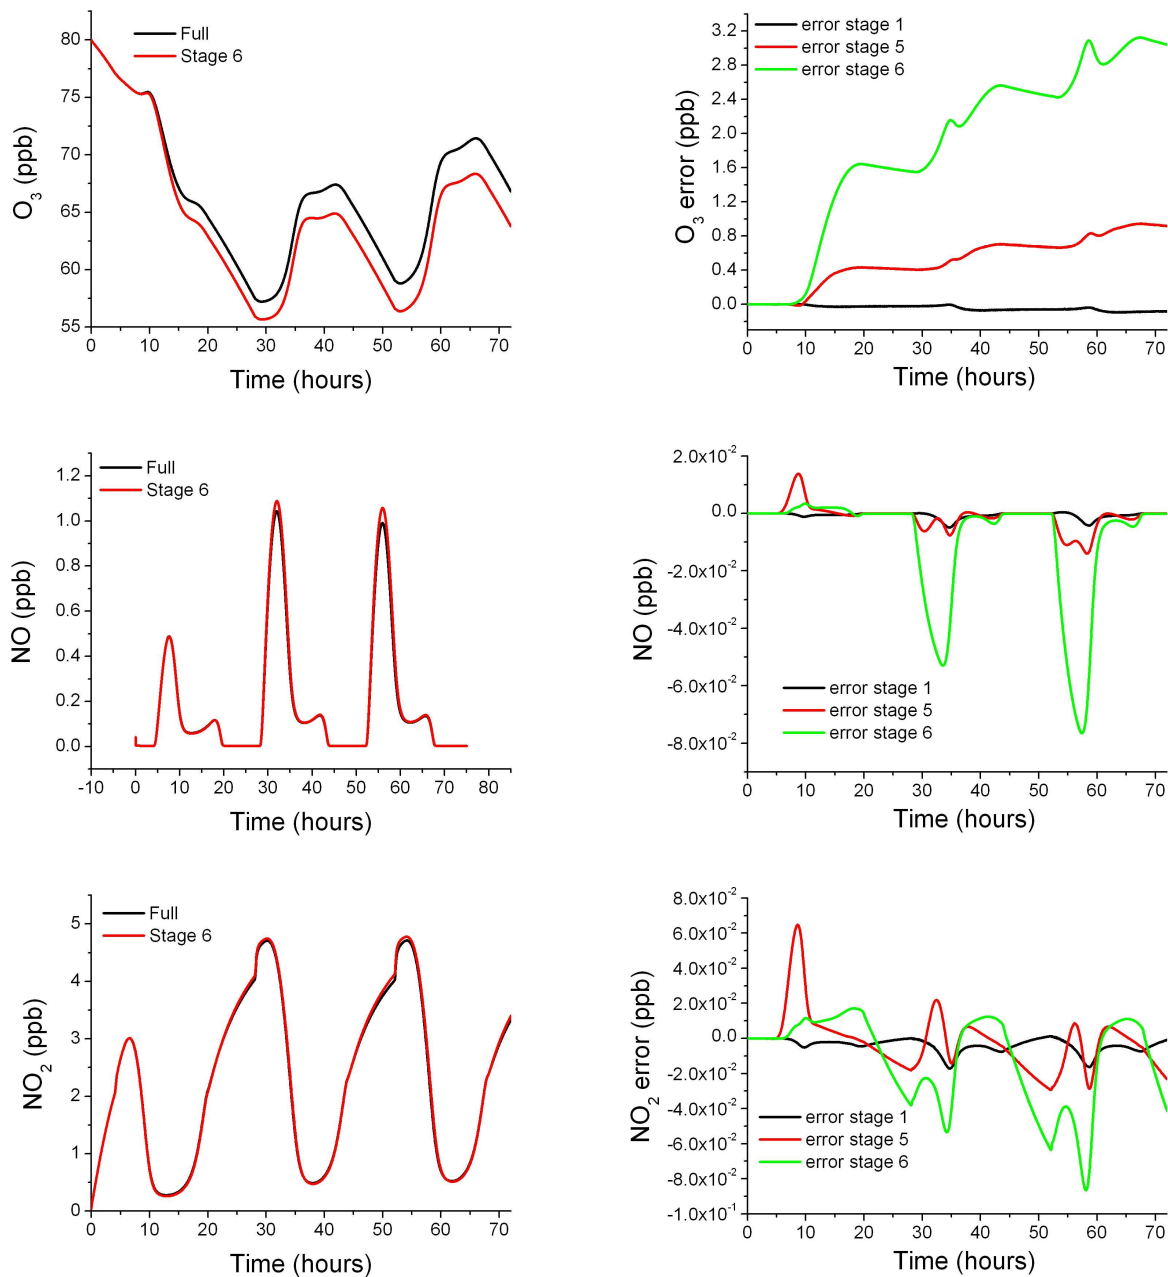 80
75
70
65
60
55
O3 (ppb)
Full
Stage 6
0 10 20 30 40 50 60 70
Time (hours)
3.2
2.8
2.4
2.0
1.6
1.2
0.8
0.4
0.0
O3 error (ppb)
error stage 1
error stage 5
error stage 6
0 10 20 30 40 50 60 70
Time (hours)
1.2
1.0
0.8
0.6
0.4
0.2
0.0
NO (ppb)
Full
Stage 6
-10 0 10 20 30 40 50 60 70 80
Time (hours)
2.0x10-2
0.0
-2.0x10-2
-4.0x10-2
-6.0x10-2
-8.0x10-2
NO (ppb)
error stage 1
error stage 5
error stage 6
0 10 20 30 40 50 60 70
Time (hours)
5
4
3
2
1
0
NO2 (ppb)
Full
Stage 6
0 10 20 30 40 50 60 70
Time (hours)
8.0x10-2
6.0x10-2
4.0x10-2
2.0x10-2
0.0
-2.0x10-2
-4.0x10-2
-6.0x10-2
-8.0x10-2
-1.0x10-1
NO2 error (ppb)
error stage 1
error stage 5
error stage 6
0 10 20 30 40 50 60 70
Time (hours)